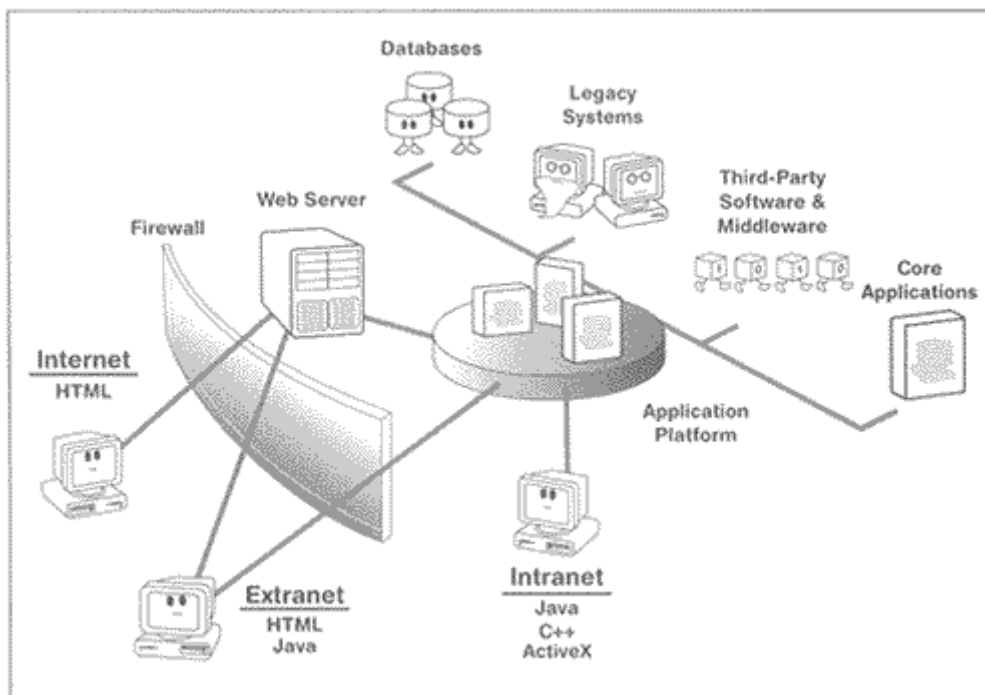 Databases
Legacy
Systems
Third-Party
Software &
Middleware
Web Server
Firewall
Core
Applications
Internet
HTML
Application
Platform
Extranet
HTML
Java
Intranet
Java
C++
ActiveX